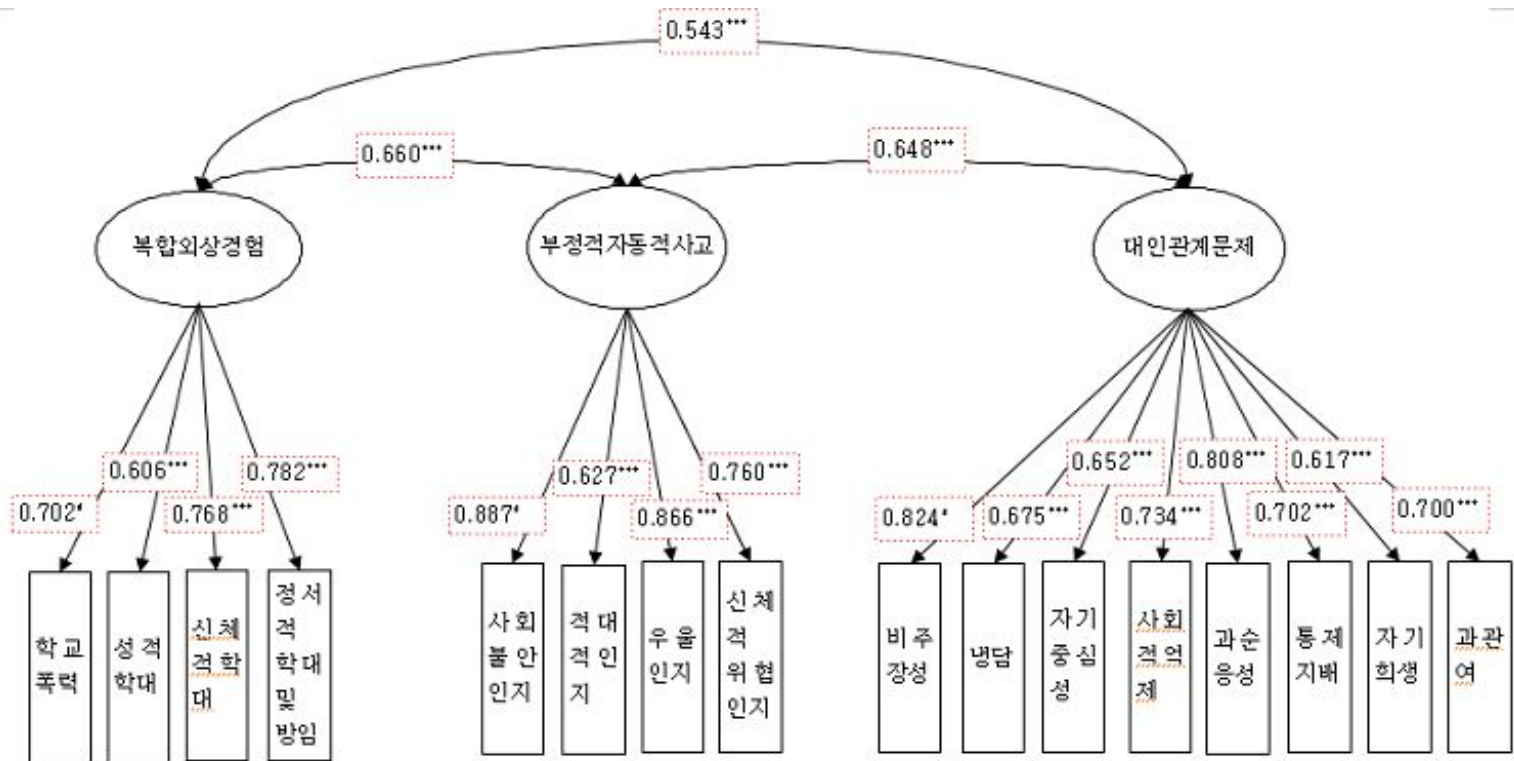 0.543***
0.660***
0.648***
복합외상경험
부정적자동적사고
대인관계문제
0.606***
0.782***
0.702#
0.768***
0.627***
0.760***
0.887#
0.866***
0.652***
0.808***
0.617***
0.824*
0.675***
0.734***
0.702***
0.700***
학교
폭력
성적
학대
신체
적학
대
정서
적
학대
및
방임
사회
불안
인지
적대
적인
지
우울
인지
신체
적
위협
인지
비주
장성
냉담
자기
중심
성
사회
적억
제
과순
응성
통제
지배
자기
희생
과관
여